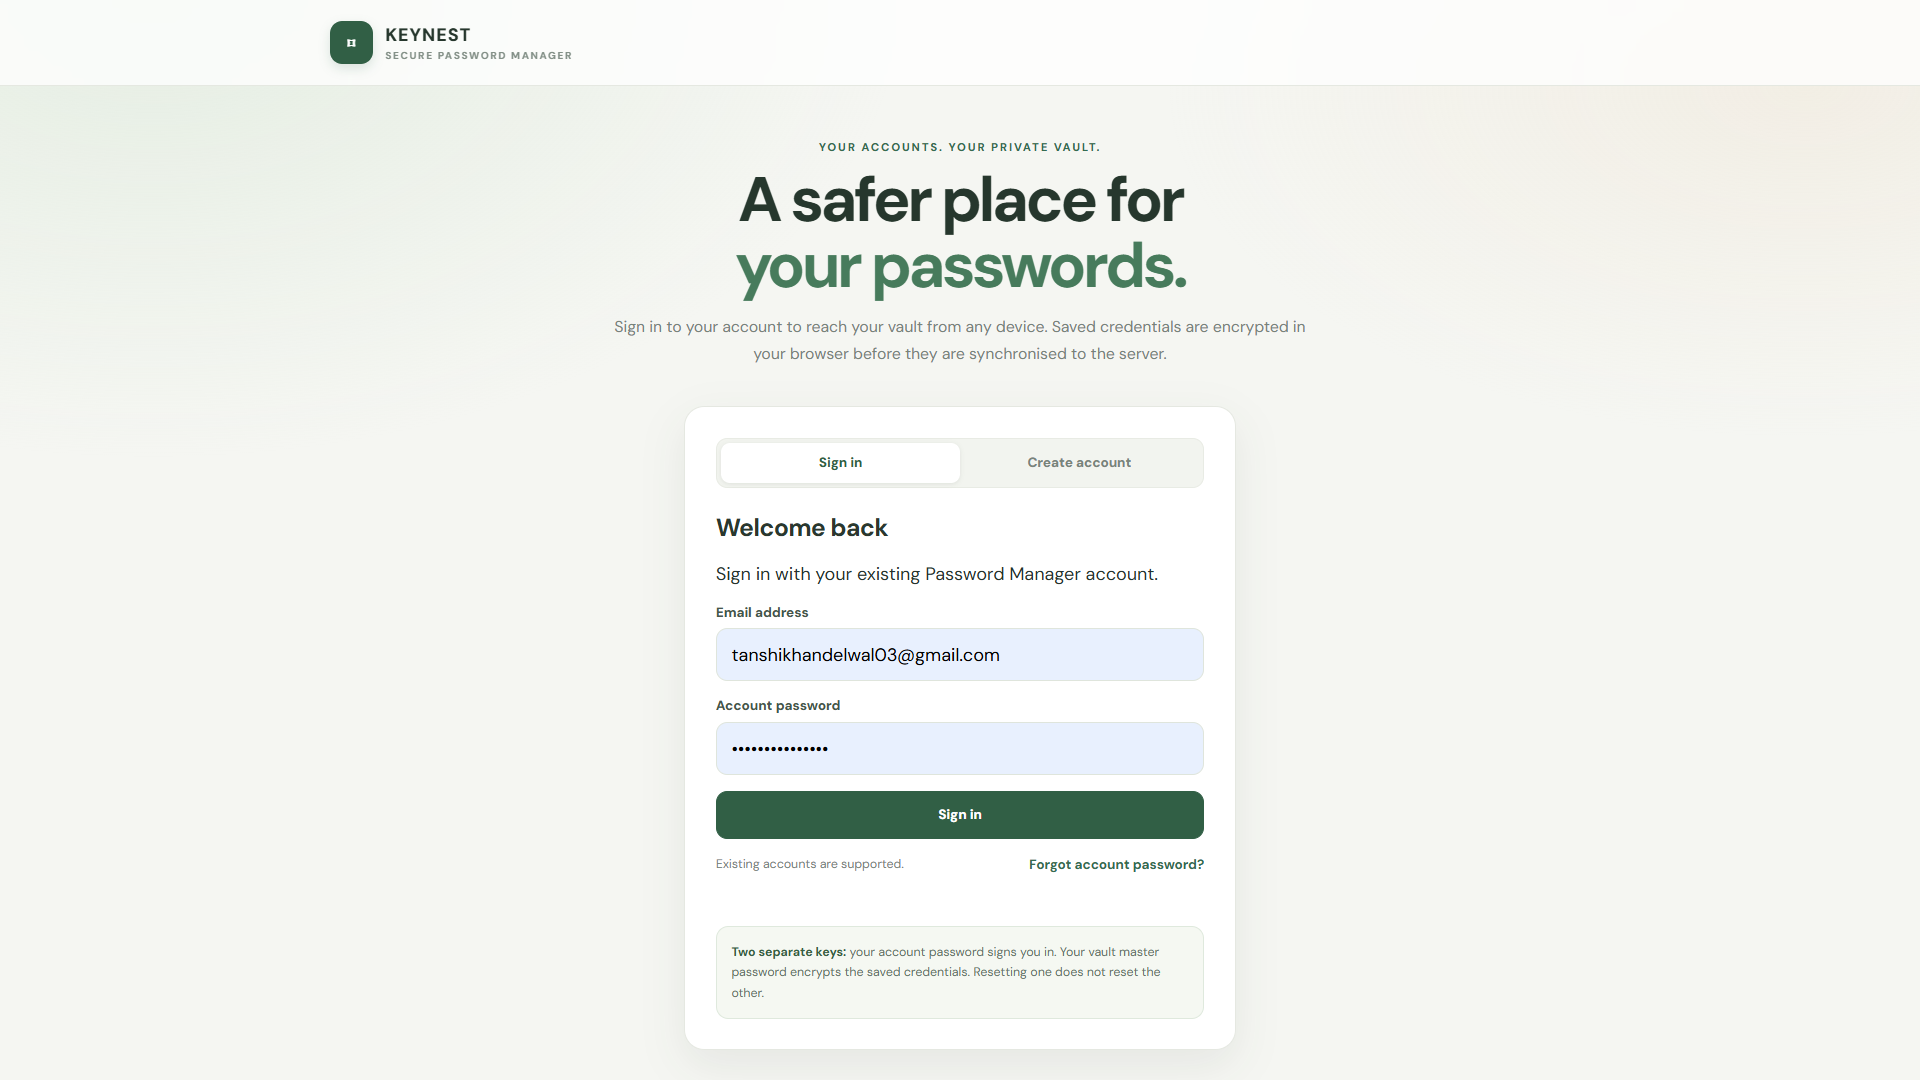 KEYNEST
SECURE PASSWORD MANAGER
YOUR ACCOUNTS. YOUR PRIVATE VAULT.
A safer place for
your passwords.
Sign in to your account to reach your vault from any device. Saved credentials are encrypted in
your browser before they are synchronised to the server.
Sign in
Create account
Welcome back
Sign in with your existing Password Manager account.
Email address
tanshikhandelwal03@gmail.com
Account password
•••••••••••••••
Sign in
Existing accounts are supported.
Forgot account password?
Two separate keys: your account password signs you in. Your vault master
password encrypts the saved credentials. Resetting one does not reset the
other.